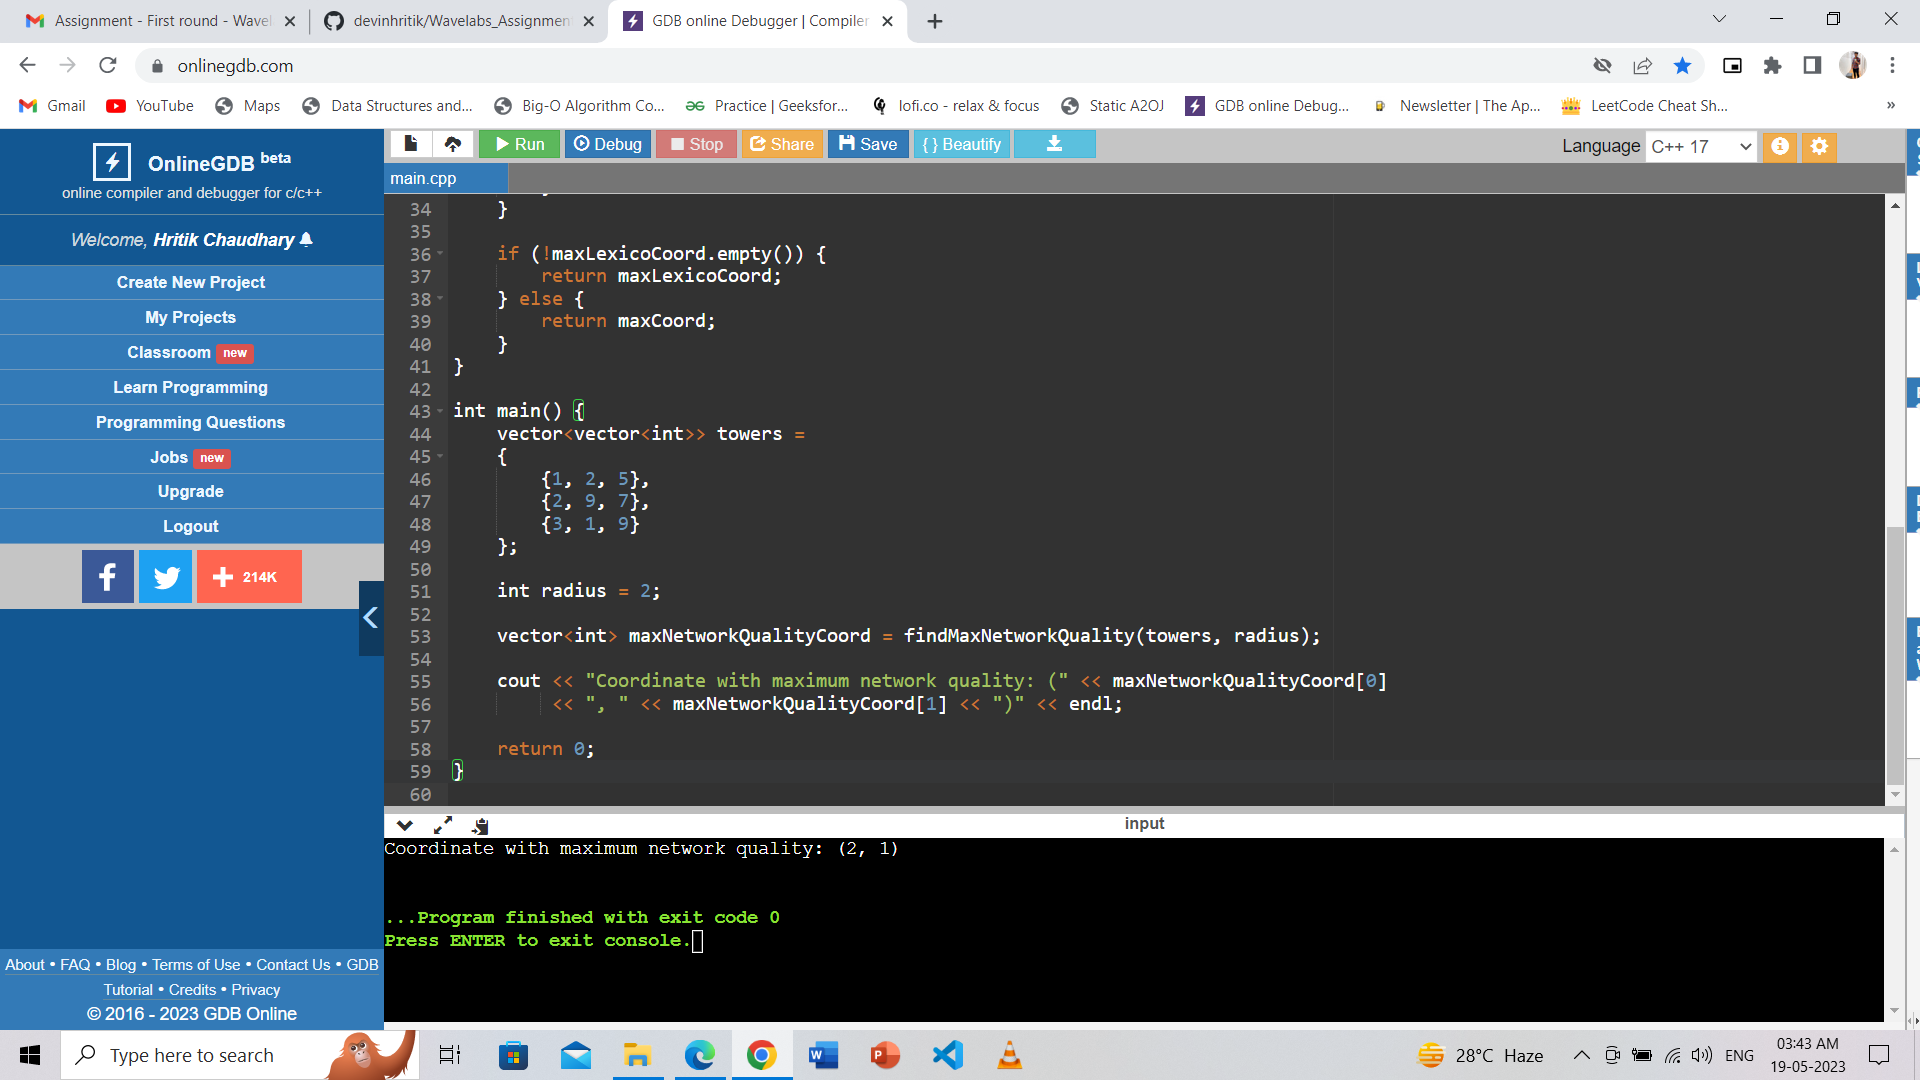 Assignment - First round - Wavel
devinhritik/Wavelabs_Assignment
GDB online Debugger | Compiler
onlinegdb.com
Gmail
YouTube
Maps
Data Structures and...
Big-O Algorithm Co...
Practice | Geeksfor...
lofi.co - relax & focus
Static A2OJ
GDB online Debug...
Newsletter | The Ap...
LeetCode Cheat Sh...
»
OnlineGDB beta
online compiler and debugger for c/c++
Welcome, Hritik Chaudhary
Create New Project
My Projects
Classroom new
Learn Programming
Programming Questions
Jobs new
Upgrade
Logout
214K
About • FAQ • Blog • Terms of Use • Contact Us • GDB
Tutorial • Credits • Privacy
© 2016 - 2023 GDB Online
Run
Debug
Stop
Share
Save
{ } Beautify
Language C++ 17
main.cpp
34     }
35
36     if (!maxLexicoCoord.empty()) {
37         return maxLexicoCoord;
38     } else {
39         return maxCoord;
40     }
41 }
42
43 int main() {
44     vector<vector<int>> towers =
45     {
46         {1, 2, 5},
47         {2, 9, 7},
48         {3, 1, 9}
49     };
50
51     int radius = 2;
52
53     vector<int> maxNetworkQualityCoord = findMaxNetworkQuality(towers, radius);
54
55     cout << "Coordinate with maximum network quality: (" << maxNetworkQualityCoord[0]
56          << ", " << maxNetworkQualityCoord[1] << ")" << endl;
57
58     return 0;
59 }
60
input
Coordinate with maximum network quality: (2, 1)
...Program finished with exit code 0
Press ENTER to exit console.
Type here to search
28°C Haze
ENG
03:43 AM
19-05-2023